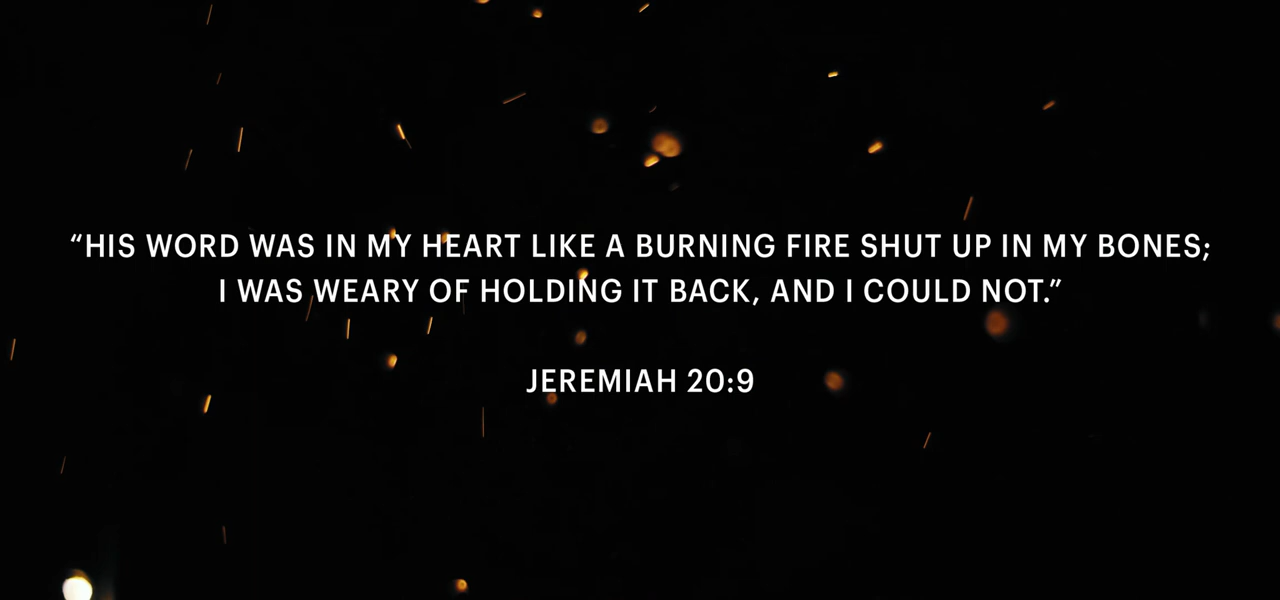 “HIS WORD WAS IN MY HEART LIKE A BURNING FIRE SHUT UP IN MY BONES;
I WAS WEARY OF HOLDING IT BACK, AND I COULD NOT.”
JEREMIAH 20:9